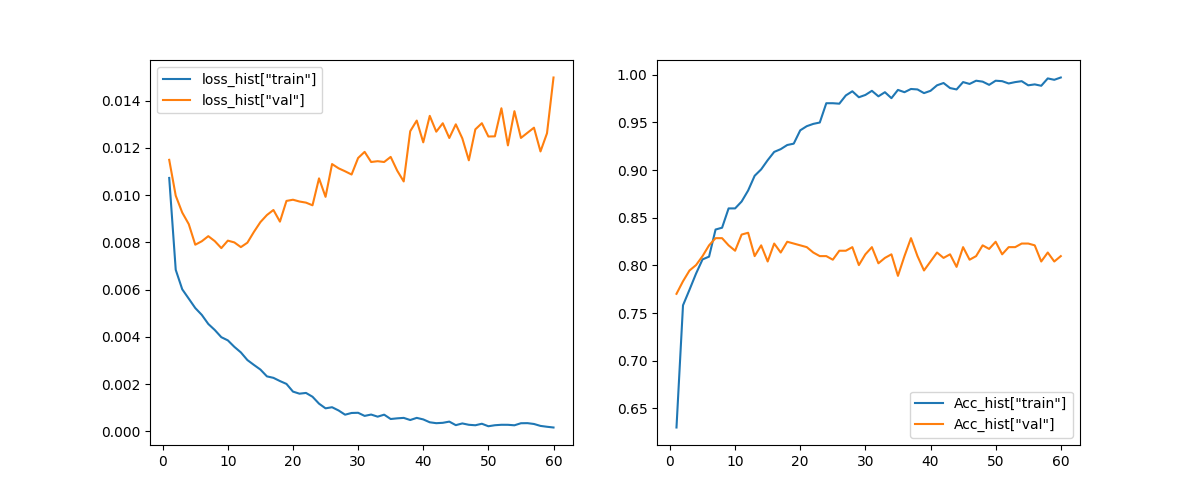 loss_hist["train"]
loss_hist["val"]
0.014
0.012
0.010
0.008
0.006
0.004
0.002
0.000
0 10 20 30 40 50 60
1.00
0.95
0.90
0.85
0.80
0.75
0.70
0.65
Acc_hist["train"]
Acc_hist["val"]
0 10 20 30 40 50 60